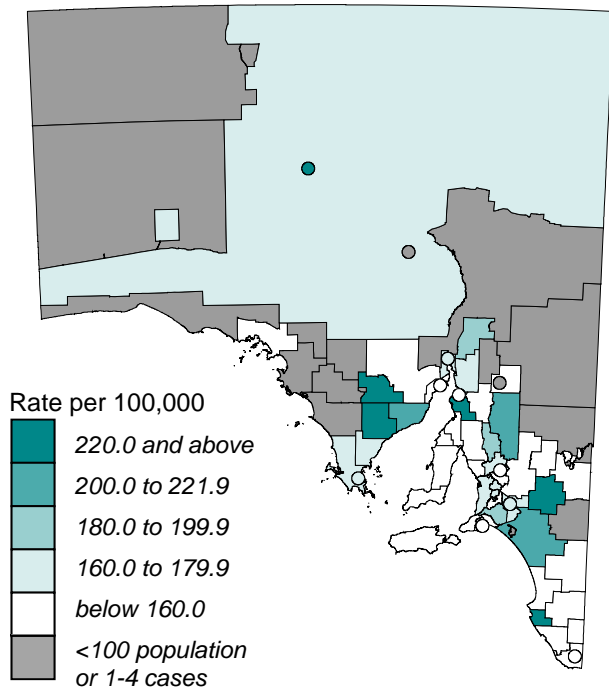 Rate per 100,000
220.0 and above
200.0 to 221.9
180.0 to 199.9
160.0 to 179.9
below 160.0
<100 population
or 1-4 cases